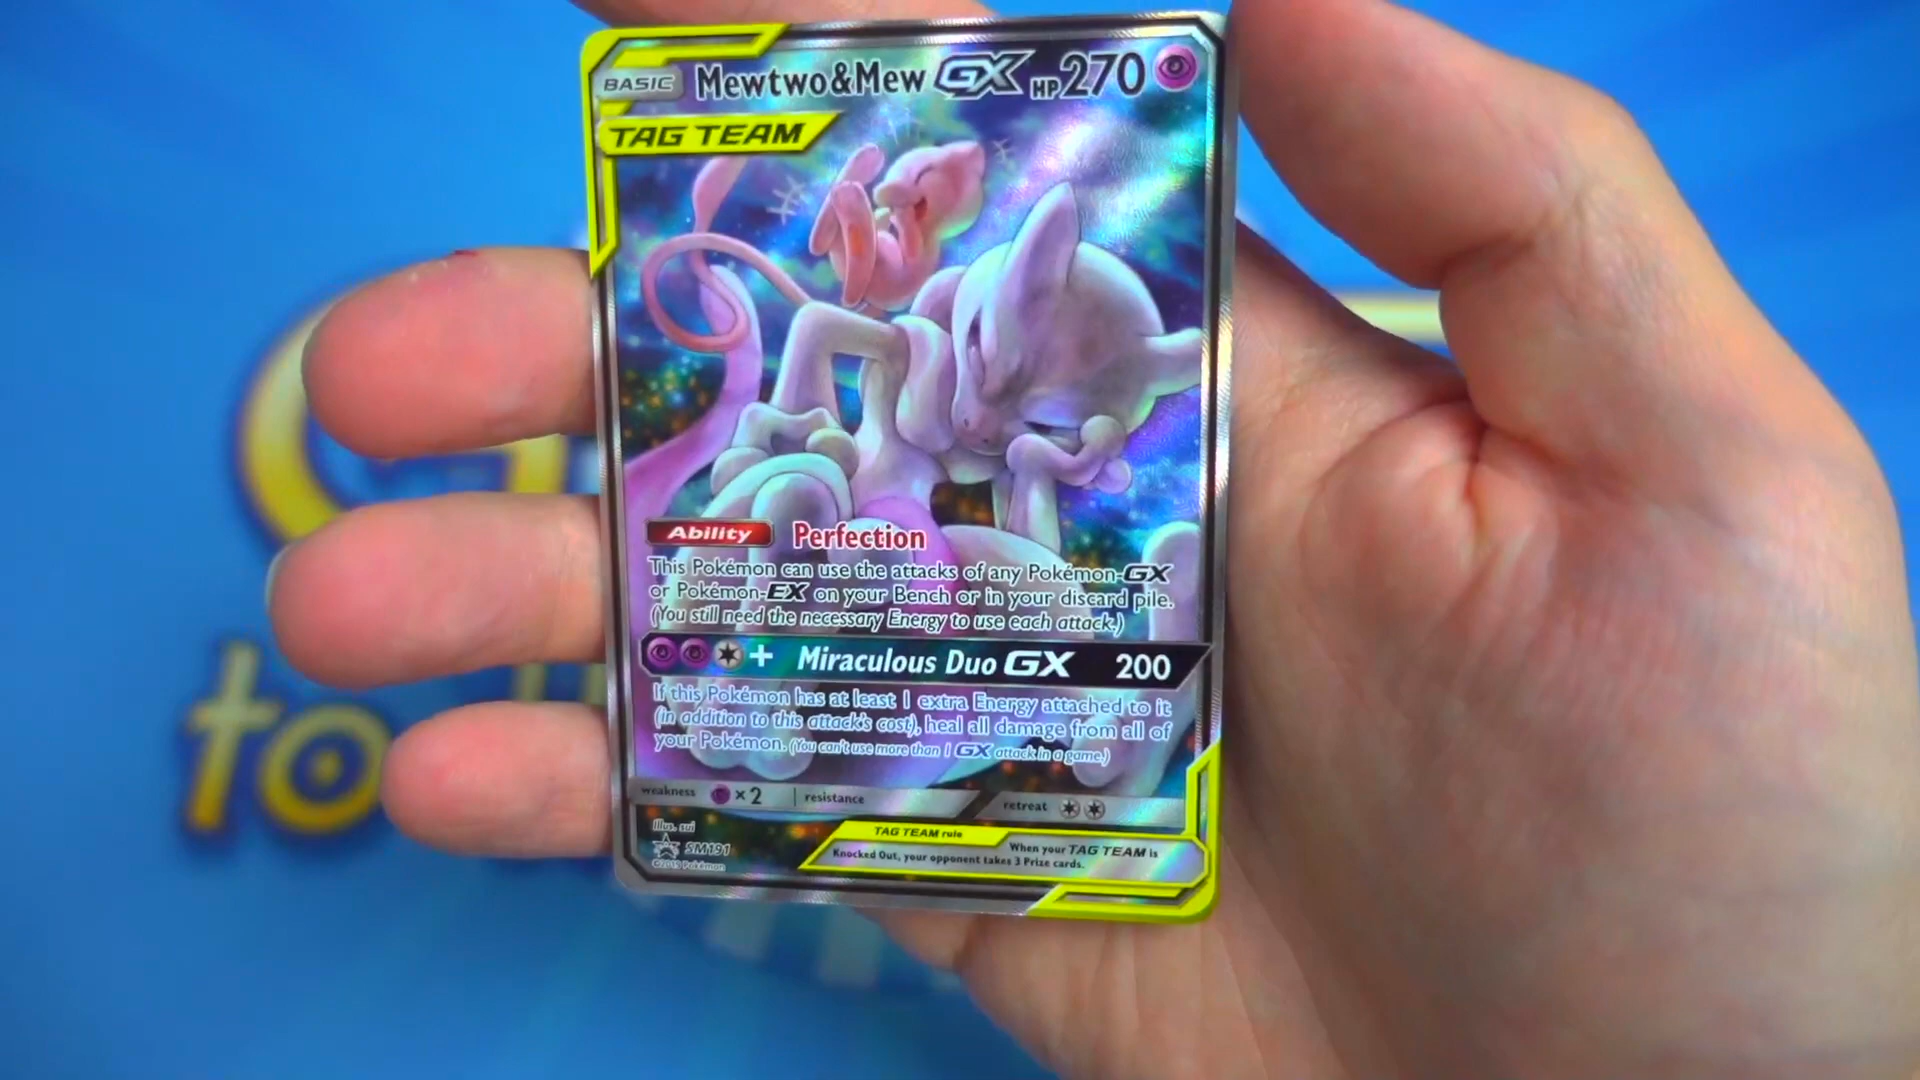 BASIC Mewtwo&Mew GX HP270
TAG TEAM
Ability Perfection
This Pokémon can use the attacks of any Pokémon-GX
or Pokémon-EX on your Bench or in your discard pile.
(You still need the necessary Energy to use each attack.)
+ Miraculous Duo GX 200
If this Pokémon has at least 1 extra Energy attached to it
(in addition to this attack's cost), heal all damage from all of
your Pokémon. (You can't use more than 1 GX attack in a game.)
weakness ×2 resistance retreat
Illus. sui
SM191
©2019 Pokémon
TAG TEAM rule
When your TAG TEAM is
Knocked Out, your opponent takes 3 Prize cards.
to